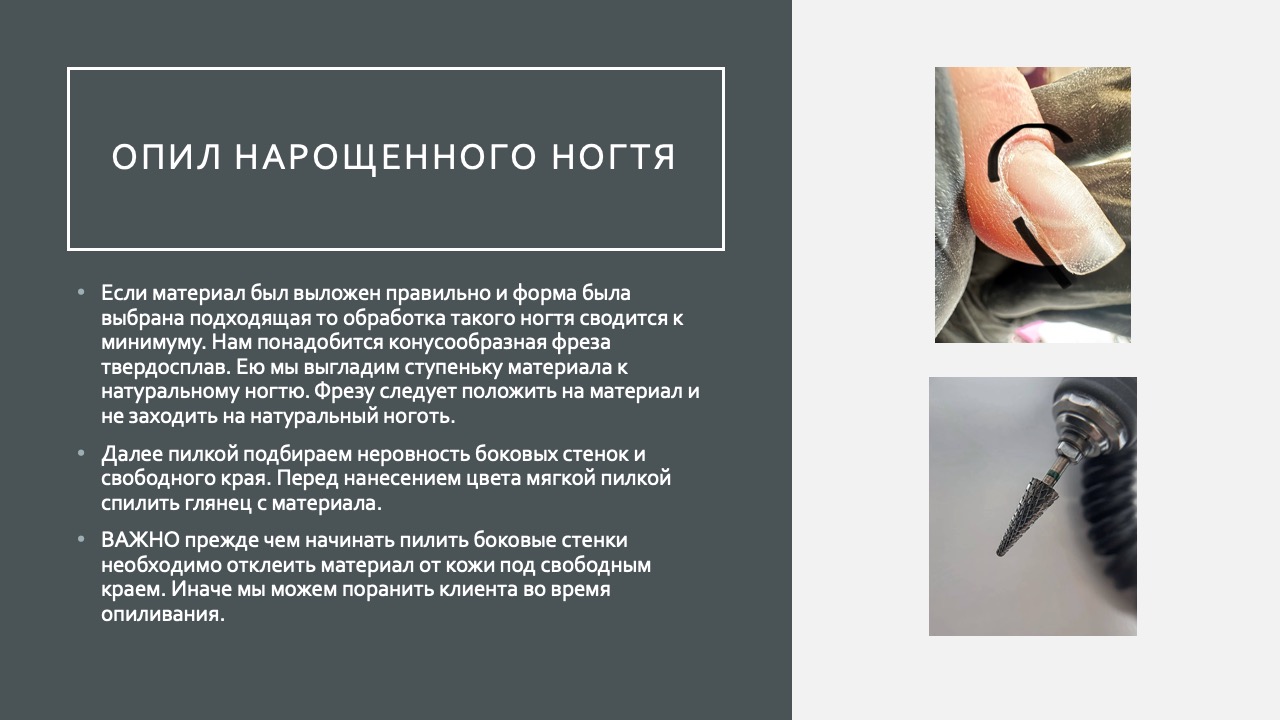 ОПИЛ НАРОЩЕННОГО НОГТЯ
• Если материал был выложен правильно и форма была
выбрана подходящая то обработка такого ногтя сводится к
минимуму. Нам понадобится конусообразная фреза
твердосплав. Ею мы выгладим ступеньку материала к
натуральному ногтю. Фрезу следует положить на материал и
не заходить на натуральный ноготь.
• Далее пилкой подбираем неровность боковых стенок и
свободного края. Перед нанесением цвета мягкой пилкой
спилить глянец с материала.
• ВАЖНО прежде чем начинать пилить боковые стенки
необходимо отклеить материал от кожи под свободным
краем. Иначе мы можем поранить клиента во время
опиливания.